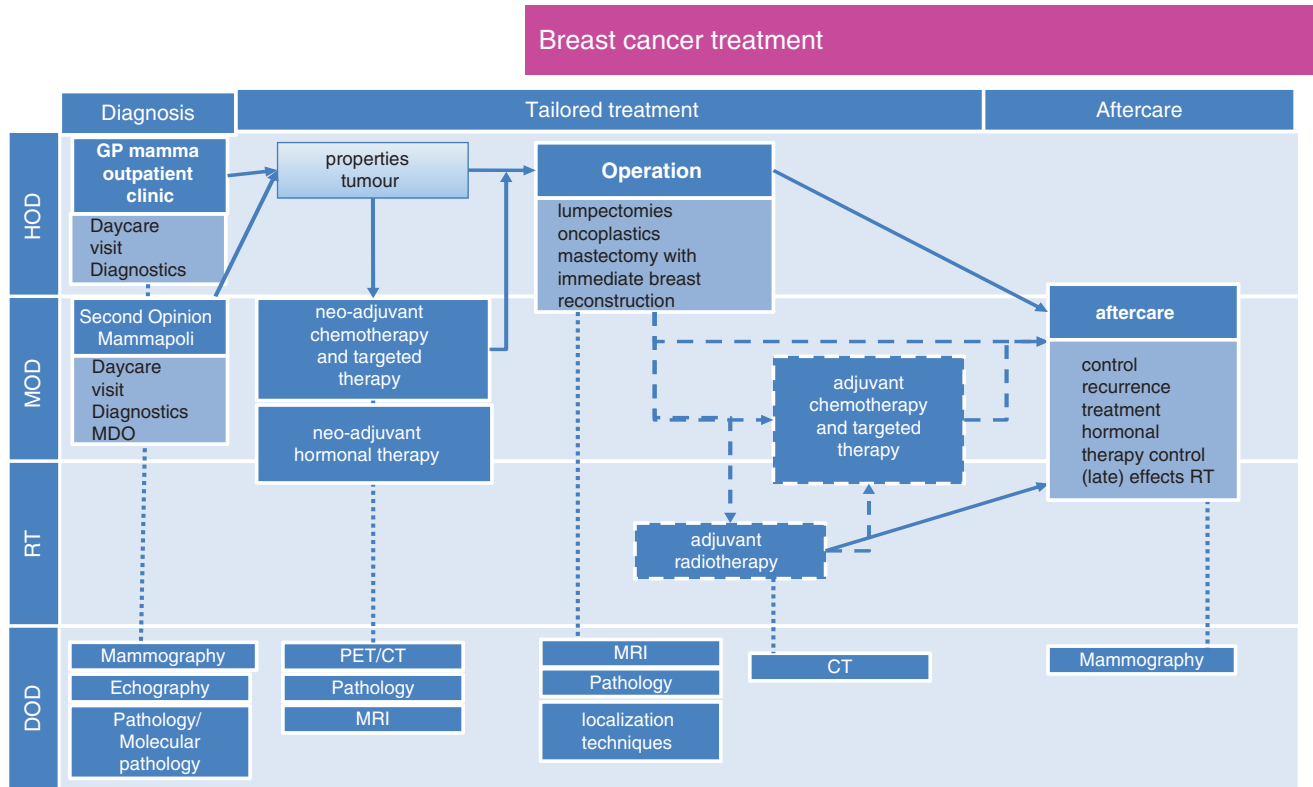 Breast cancer treatment
Diagnosis
Tailored treatment
Aftercare
HOD
GP mamma
outpatient
clinic
Daycare
visit
Diagnostics
properties
tumour
Operation
lumpectomies
oncoplastics
mastectomy with
immediate breast
reconstruction
MOD
Second Opinion
Mammapoli
Daycare
visit
Diagnostics
MDO
neo-adjuvant
chemotherapy
and targeted
therapy
neo-adjuvant
hormonal therapy
adjuvant
chemotherapy
and targeted
therapy
aftercare
control
recurrence
treatment
hormonal
therapy control
(late) effects RT
RT
adjuvant
radiotherapy
DOD
Mammography
Echography
Pathology/
Molecular
pathology
PET/CT
Pathology
MRI
MRI
Pathology
localization
techniques
CT
Mammography